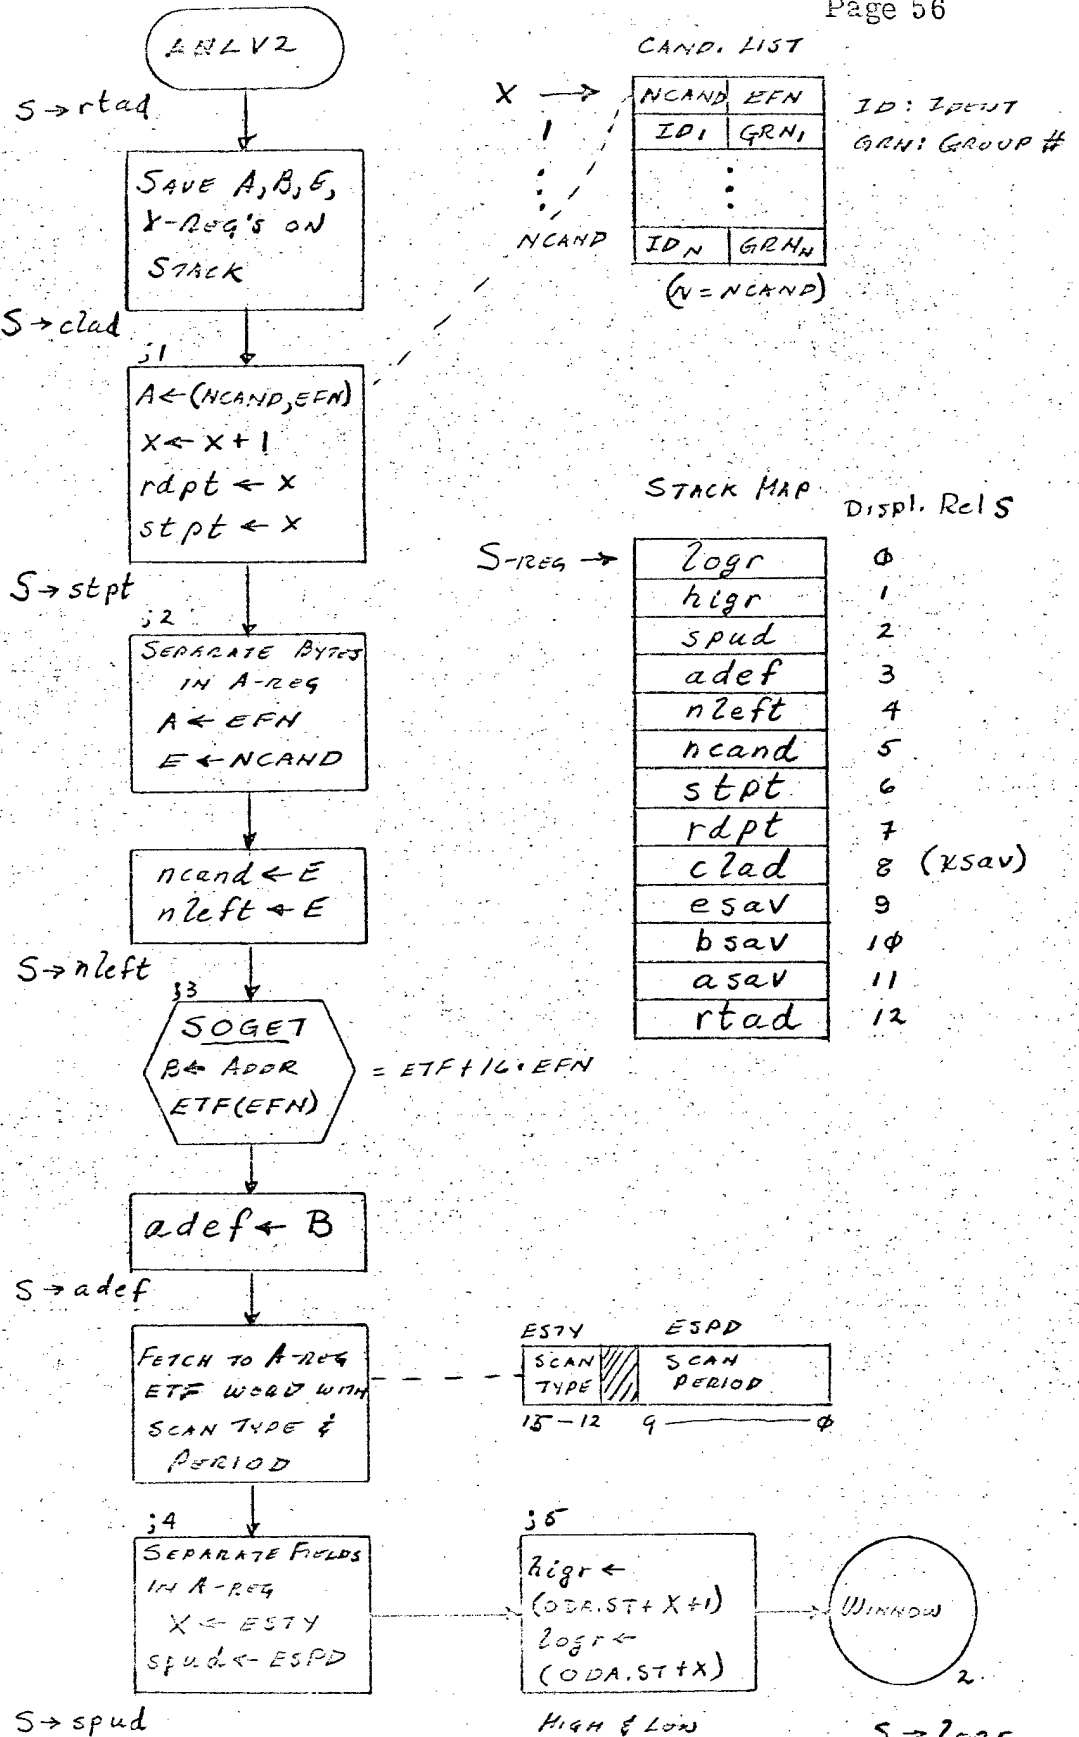 Page 56
ANLV2
S→rtad
SAVE A,B,E,
X-REG'S ON
STACK
S→clad
;1
A←(NCAND,EFN)
X←X+1
rdpt←X
stpt←X
S→stpt
;2
SEPARATE BYTES
IN A-REG
A←EFN
E←NCAND
ncand←E
nleft←E
S→nleft
;3
SOGET
B←ADDR
ETF(EFN)
=ETF+16·EFN
adef←B
S→adef
FETCH TO A-REG
ETF WORD WITH
SCAN TYPE &
PERIOD
;4
SEPARATE FIELDS
IN A-REG
X←ESTY
spud←ESPD
S→spud
CAND. LIST
X→
NCAND EFN
1
ID1 GRN1
NCAND
IDN GRNN
(N=NCAND)
ID: IDENT
GRN: GROUP #
STACK MAP
DISPL. Rel S
S-REG→
logr 0
higr 1
spud 2
adef 3
nleft 4
ncand 5
stpt 6
rdpt 7
clad 8 (xsav)
esav 9
bsav 10
asav 11
rtad 12
ESTY ESPD
SCAN TYPE
SCAN PERIOD
15-12 9 0
;5
higr←
(ODA.ST+X+1)
logr←
(ODA.ST+X)
HIGH & LOW
WINNOW
2
S→logr